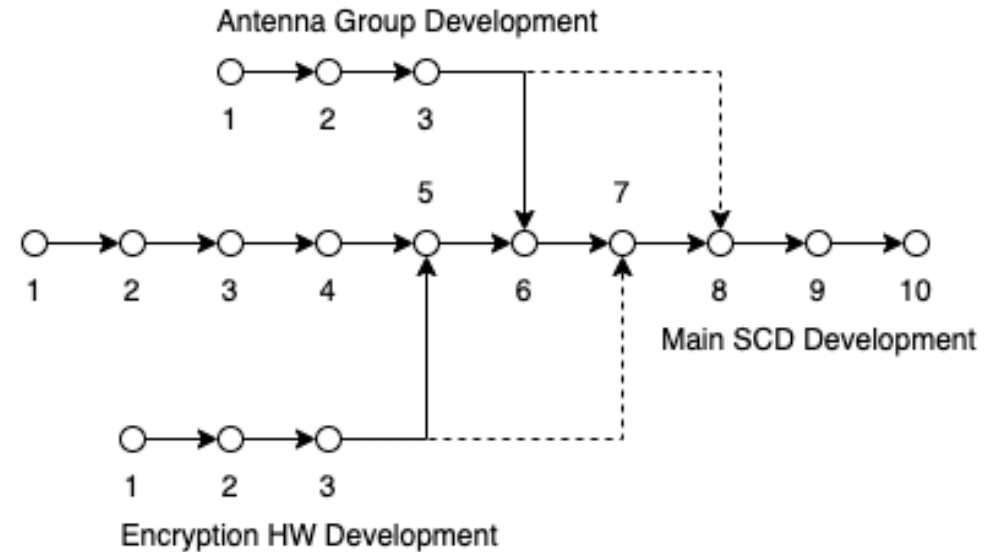 Antenna Group Development
1 2 3
5 7
1 2 3 4 6 8 9 10
Main SCD Development
1 2 3
Encryption HW Development